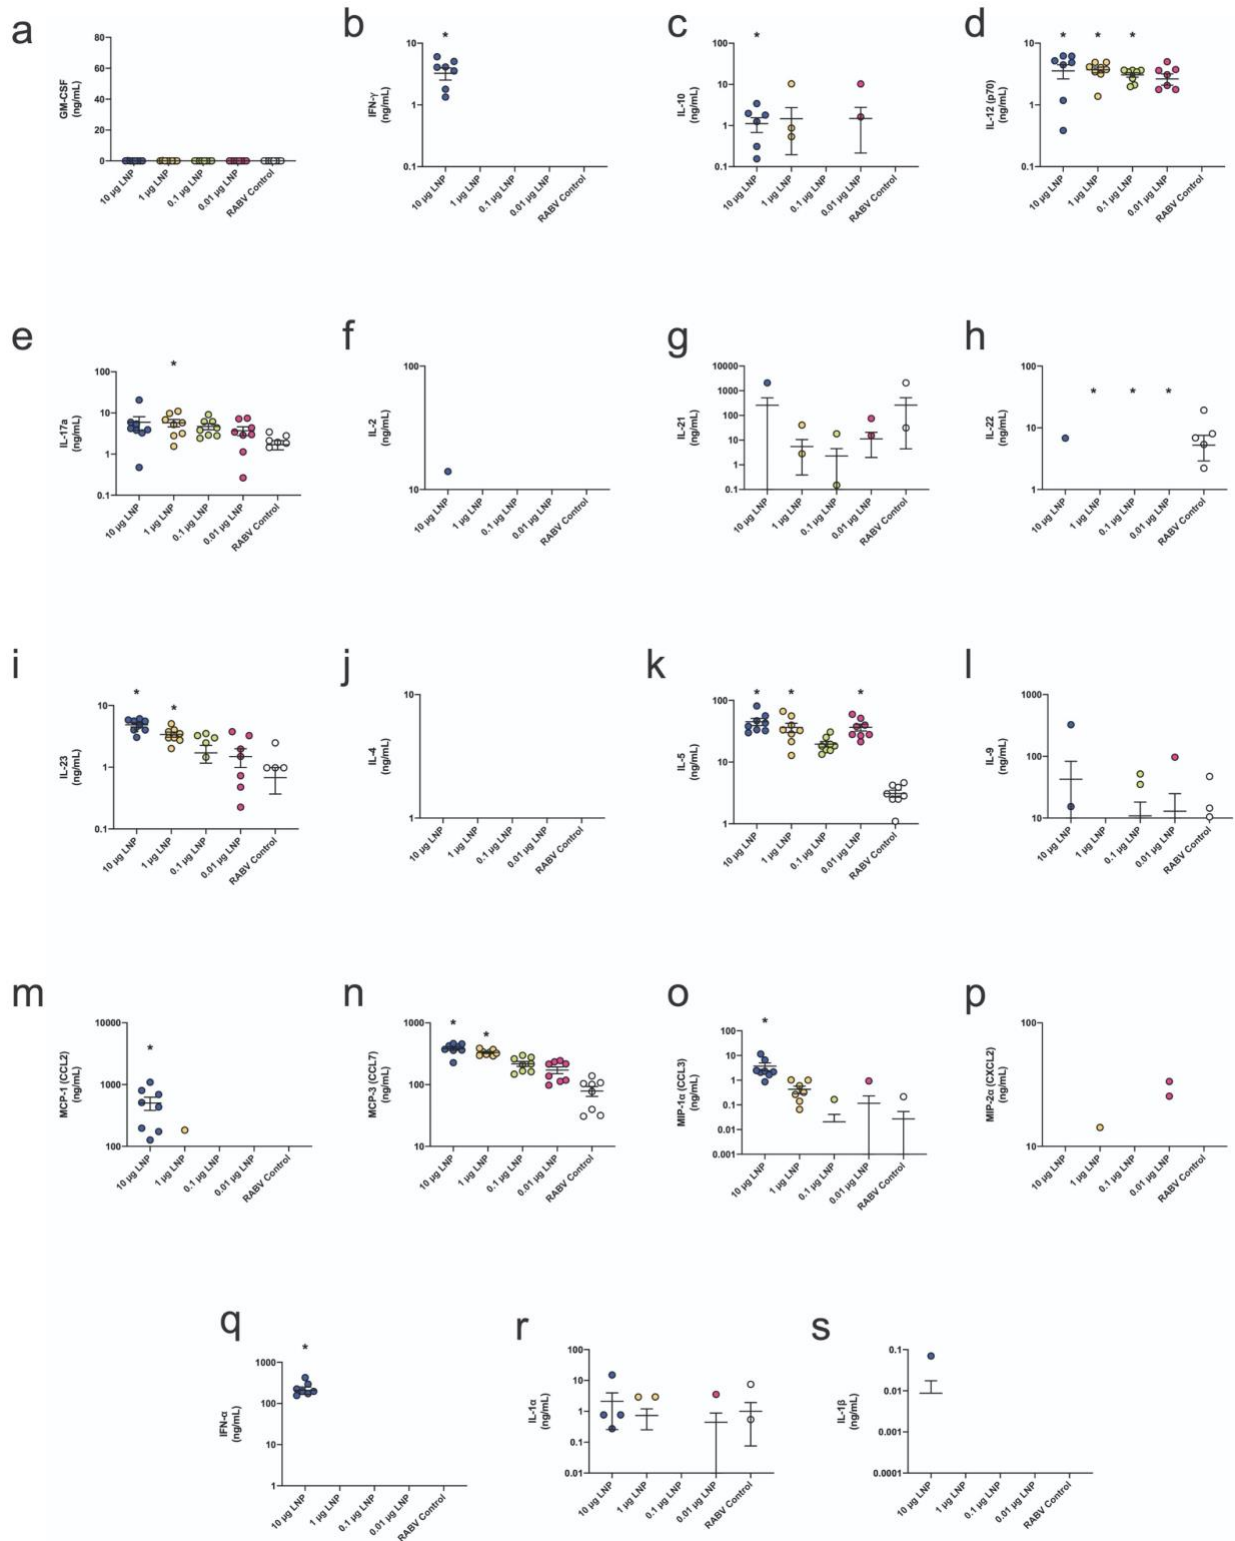 a
GM-CSF
(ng/mL)
80
60
40
20
0
10 µg LNP
1 µg LNP
0.1 µg LNP
0.01 µg LNP
RABV Control
b
*
IFN-γ
(ng/mL)
10
1
0.1
10 µg LNP
1 µg LNP
0.1 µg LNP
0.01 µg LNP
RABV Control
c
*
IL-10
(ng/mL)
100
10
1
0.1
10 µg LNP
1 µg LNP
0.1 µg LNP
0.01 µg LNP
RABV Control
d
* * *
IL-12 (p70)
(ng/mL)
10
1
0.1
10 µg LNP
1 µg LNP
0.1 µg LNP
0.01 µg LNP
RABV Control
e
*
IL-17a
(ng/mL)
100
10
1
0.1
10 µg LNP
1 µg LNP
0.1 µg LNP
0.01 µg LNP
RABV Control
f
IL-2
(ng/mL)
100
10
10 µg LNP
1 µg LNP
0.1 µg LNP
0.01 µg LNP
RABV Control
g
IL-21
(ng/mL)
10000
1000
100
10
1
0.1
10 µg LNP
1 µg LNP
0.1 µg LNP
0.01 µg LNP
RABV Control
h
* * *
IL-22
(ng/mL)
100
10
1
10 µg LNP
1 µg LNP
0.1 µg LNP
0.01 µg LNP
RABV Control
i
* *
IL-23
(ng/mL)
10
1
0.1
10 µg LNP
1 µg LNP
0.1 µg LNP
0.01 µg LNP
RABV Control
j
IL-4
(ng/mL)
10
1
10 µg LNP
1 µg LNP
0.1 µg LNP
0.01 µg LNP
RABV Control
k
* * *
IL-5
(ng/mL)
100
10
1
10 µg LNP
1 µg LNP
0.1 µg LNP
0.01 µg LNP
RABV Control
l
IL-9
(ng/mL)
1000
100
10
10 µg LNP
1 µg LNP
0.1 µg LNP
0.01 µg LNP
RABV Control
m
*
MCP-1 (CCL2)
(ng/mL)
10000
1000
100
10 µg LNP
1 µg LNP
0.1 µg LNP
0.01 µg LNP
RABV Control
n
* *
MCP-3 (CCL7)
(ng/mL)
1000
100
10
10 µg LNP
1 µg LNP
0.1 µg LNP
0.01 µg LNP
RABV Control
o
*
MIP-1α (CCL3)
(ng/mL)
100
10
1
0.1
0.01
0.001
10 µg LNP
1 µg LNP
0.1 µg LNP
0.01 µg LNP
RABV Control
p
MIP-2α (CXCL2)
(ng/mL)
100
10
10 µg LNP
1 µg LNP
0.1 µg LNP
0.01 µg LNP
RABV Control
q
*
IFN-α
(ng/mL)
1000
100
10
1
10 µg LNP
1 µg LNP
0.1 µg LNP
0.01 µg LNP
RABV Control
r
IL-1α
(ng/mL)
100
10
1
0.1
0.01
10 µg LNP
1 µg LNP
0.1 µg LNP
0.01 µg LNP
RABV Control
s
IL-1β
(ng/mL)
0.1
0.01
0.001
0.0001
10 µg LNP
1 µg LNP
0.1 µg LNP
0.01 µg LNP
RABV Control